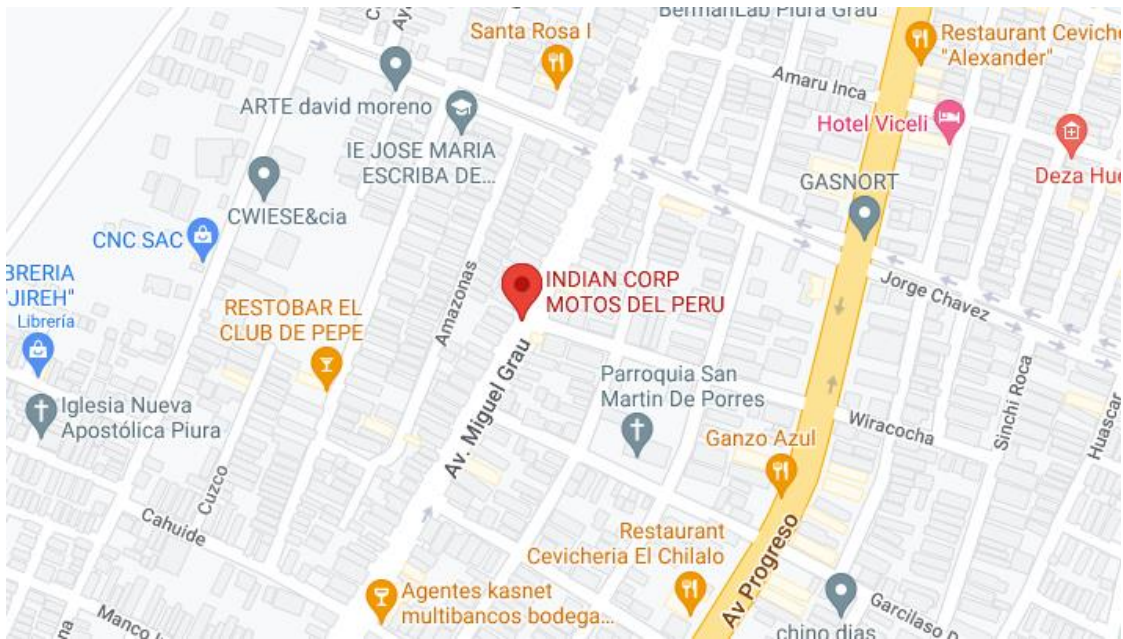 BermanLab Piura Grau
Santa Rosa I
Restaurant Ceviche
"Alexander"
Amaru Inca
ARTE david moreno
Hotel Viceli
IE JOSE MARIA
ESCRIBA DE...
GASNORT
Deza Hue
CWIESE&cia
CNC SAC
BRERIA
"JIREH"
Librería
INDIAN CORP
MOTOS DEL PERU
Jorge Chavez
RESTOBAR EL
CLUB DE PEPE
Amazonas
Av. Miguel Grau
Parroquia San
Martin De Porres
Iglesia Nueva
Apostólica Piura
Wiracocha
Sinchi Roca
Huascar
Ganzo Azul
Cuzco
Cahuide
Restaurant
Cevicheria El Chilalo
Av Progreso
Agentes kasnet
multibancos bodega...
Manco
Garcilaso D
chino dias